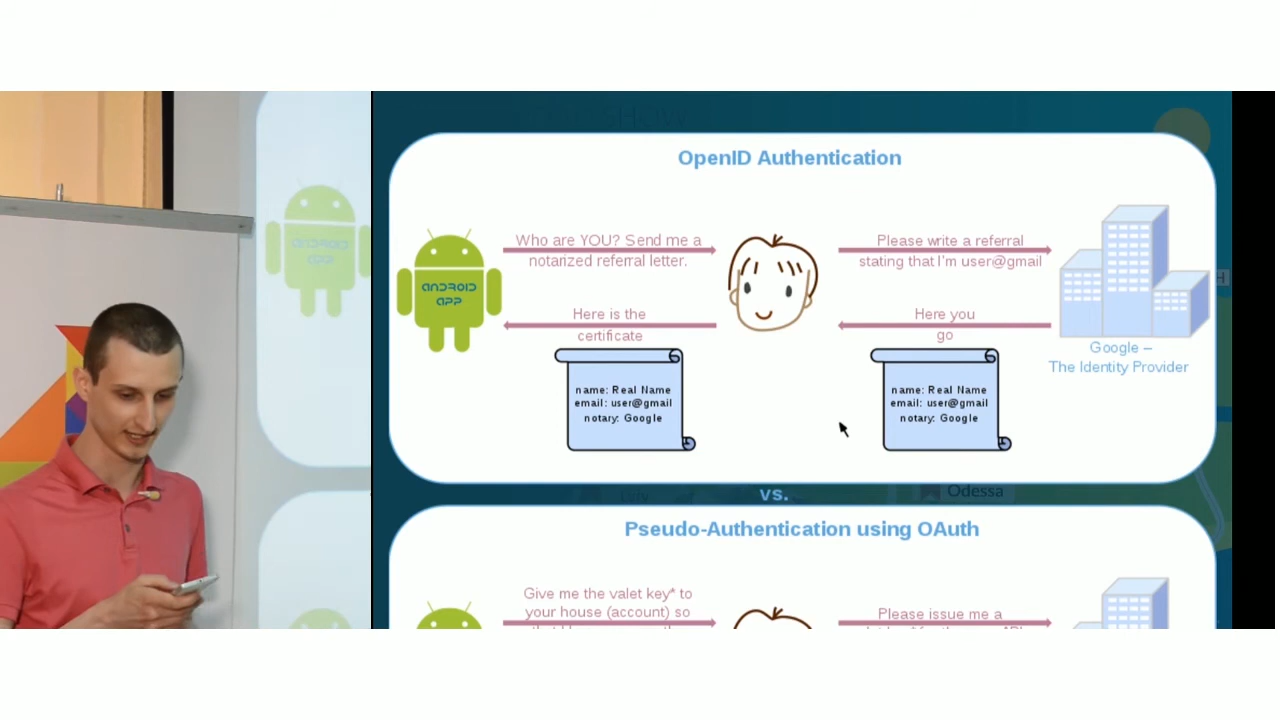 OpenID Authentication
Who are YOU? Send me a
notarized referral letter.
Please write a referral
stating that I'm user@gmail
ANDROID
APP
ANDROID
APP
Here is the
certificate
Here you
go
Google –
The Identity Provider
name: Real Name
email: user@gmail
notary: Google
name: Real Name
email: user@gmail
notary: Google
vs.
Odessa
Pseudo-Authentication using OAuth
Give me the valet key* to
your house (account) so
Please issue me a